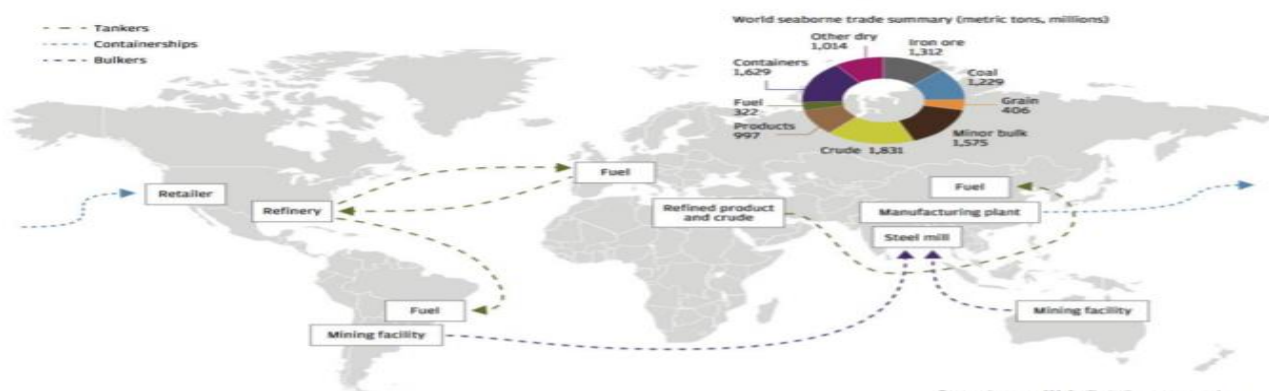 World seaborne trade summary (metric tons, millions)
Tankers
Containerships
Bulkers
Other dry
1,014
Iron ore
1,312
Containers
1,629
Coal
1,229
Fuel
322
Grain
406
Products
997
Minor bulk
1,575
Crude 1,831
Retailer
Refinery
Fuel
Refined product
and crude
Fuel
Manufacturing plant
Steel mill
Fuel
Mining facility
Mining facility